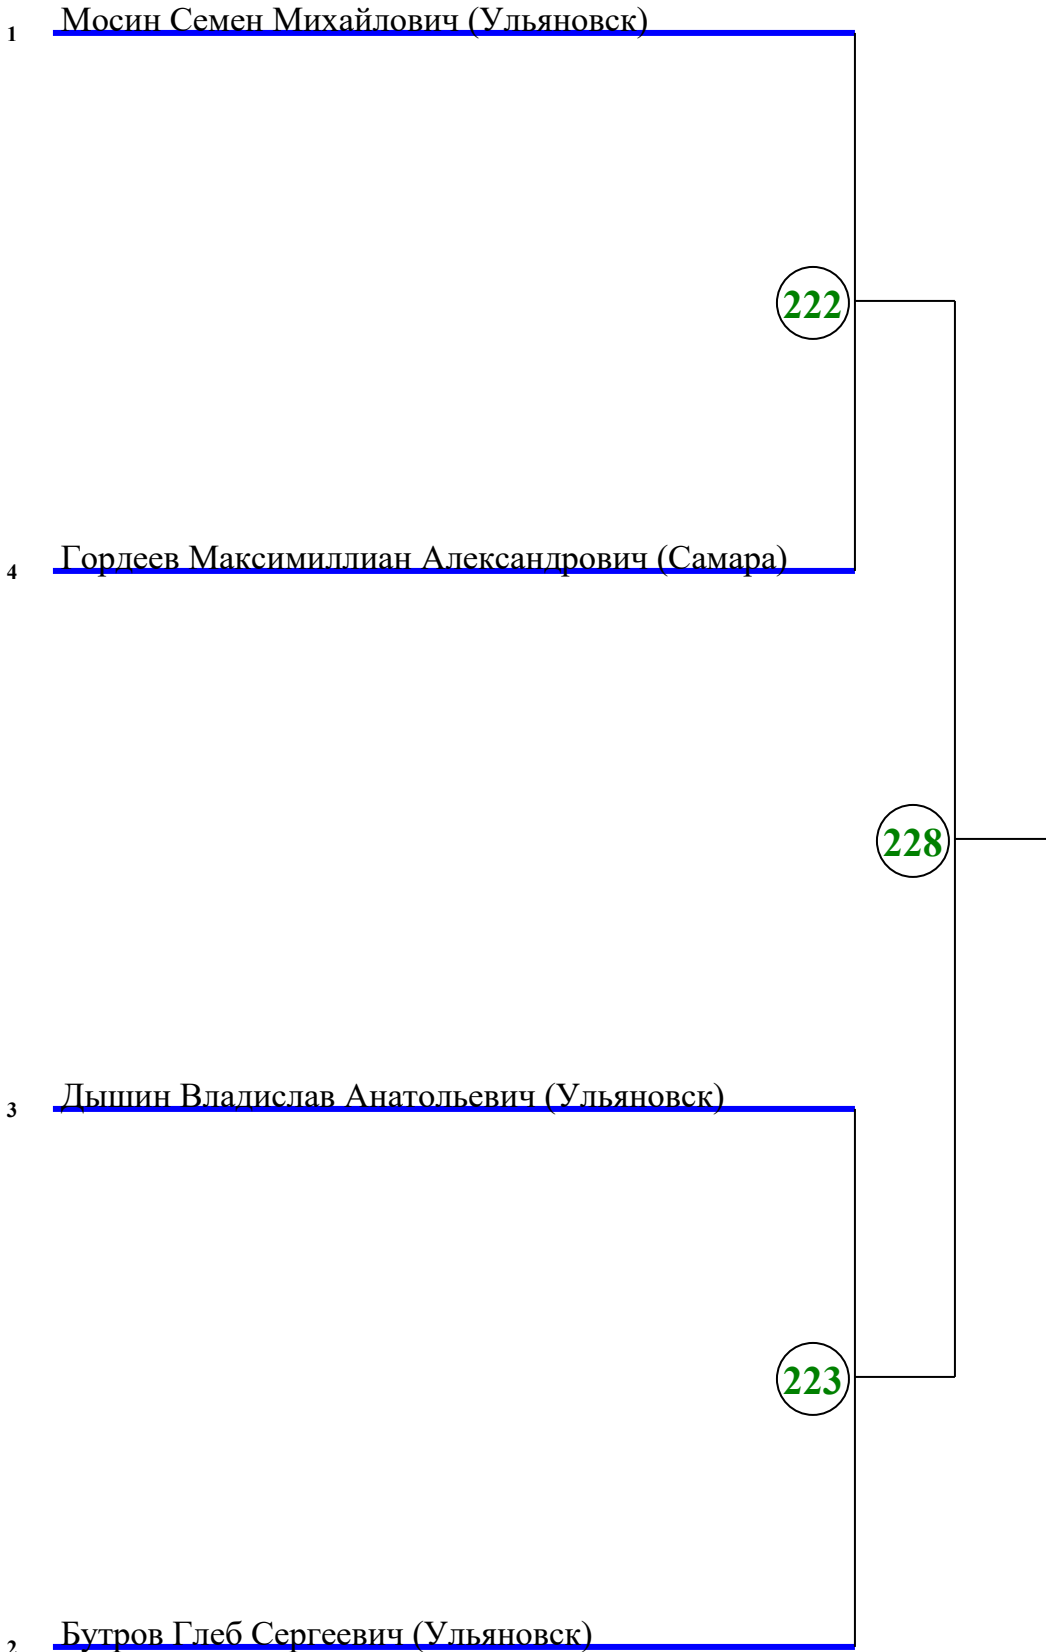 1 Мосин Семен Михайлович (Ульяновск)
222
4 Гордеев Максимиллиан Александрович (Самара)
228
3 Дышин Владислав Анатольевич (Ульяновск)
223
2 Бутров Глеб Сергеевич (Ульяновск)